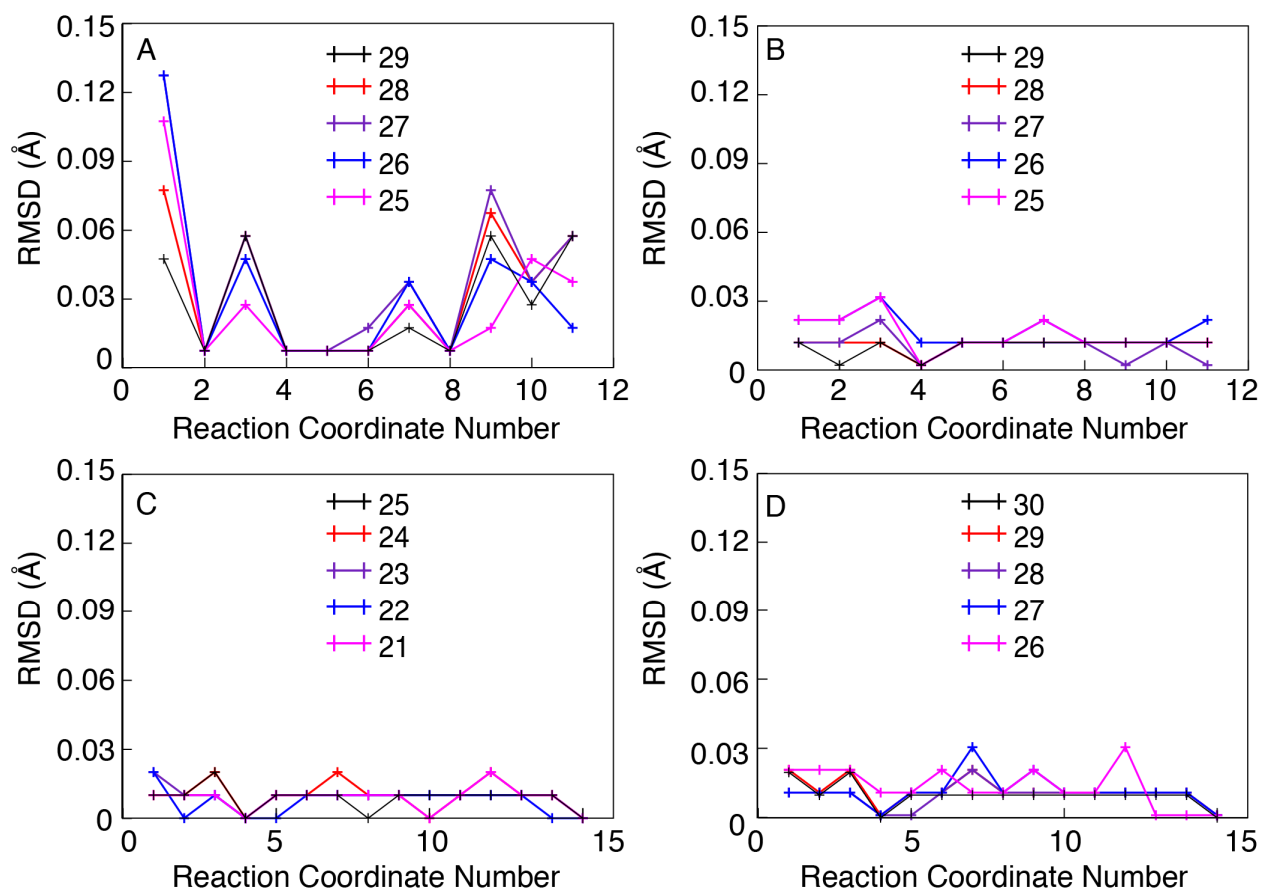 A
29
28
27
26
25
0.15
0.12
0.09
0.06
0.03
0
RMSD (Å)
0 2 4 6 8 10 12
Reaction Coordinate Number
B
29
28
27
26
25
0.15
0.12
0.09
0.06
0.03
0
RMSD (Å)
0 2 4 6 8 10 12
Reaction Coordinate Number
C
25
24
23
22
21
0.15
0.12
0.09
0.06
0.03
0
RMSD (Å)
0 5 10 15
Reaction Coordinate Number
D
30
29
28
27
26
0.15
0.12
0.09
0.06
0.03
0
RMSD (Å)
0 5 10 15
Reaction Coordinate Number